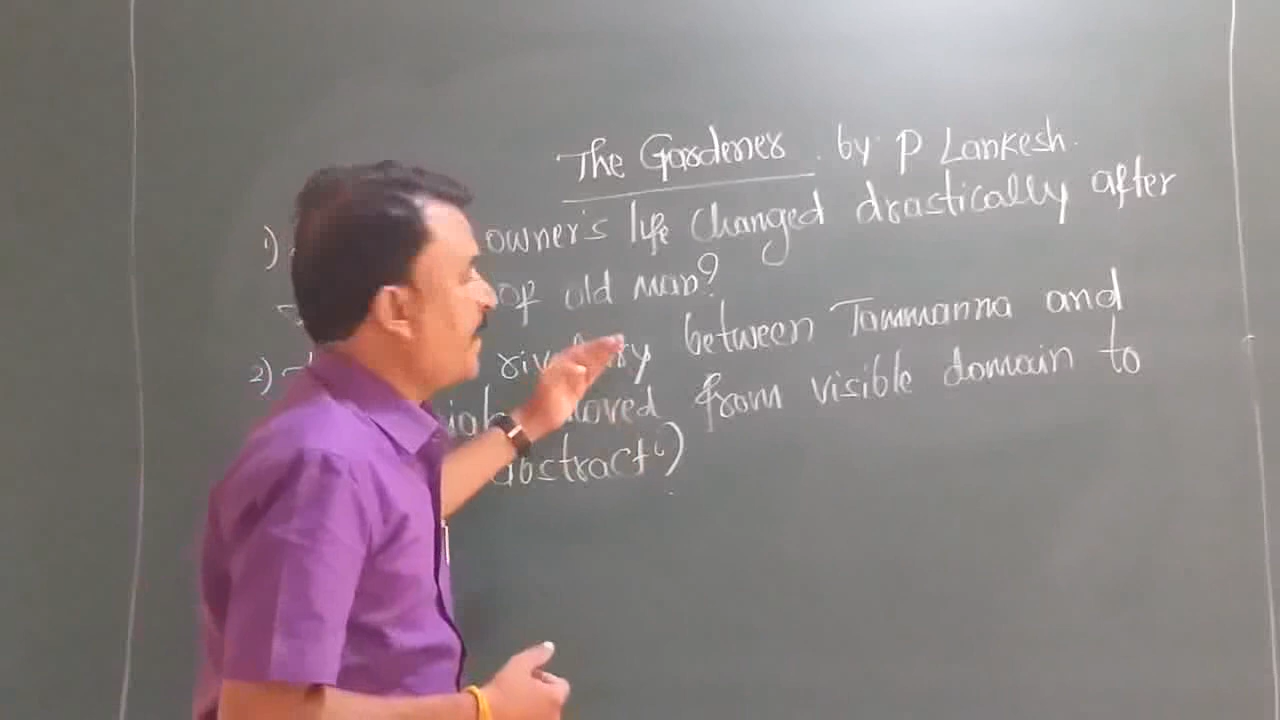 The Gardener . by P Lankesh.
1) owner's life changed drastically after
of old man?
2) rivalry between Tammanna and
moved from visible domain to
abstract?